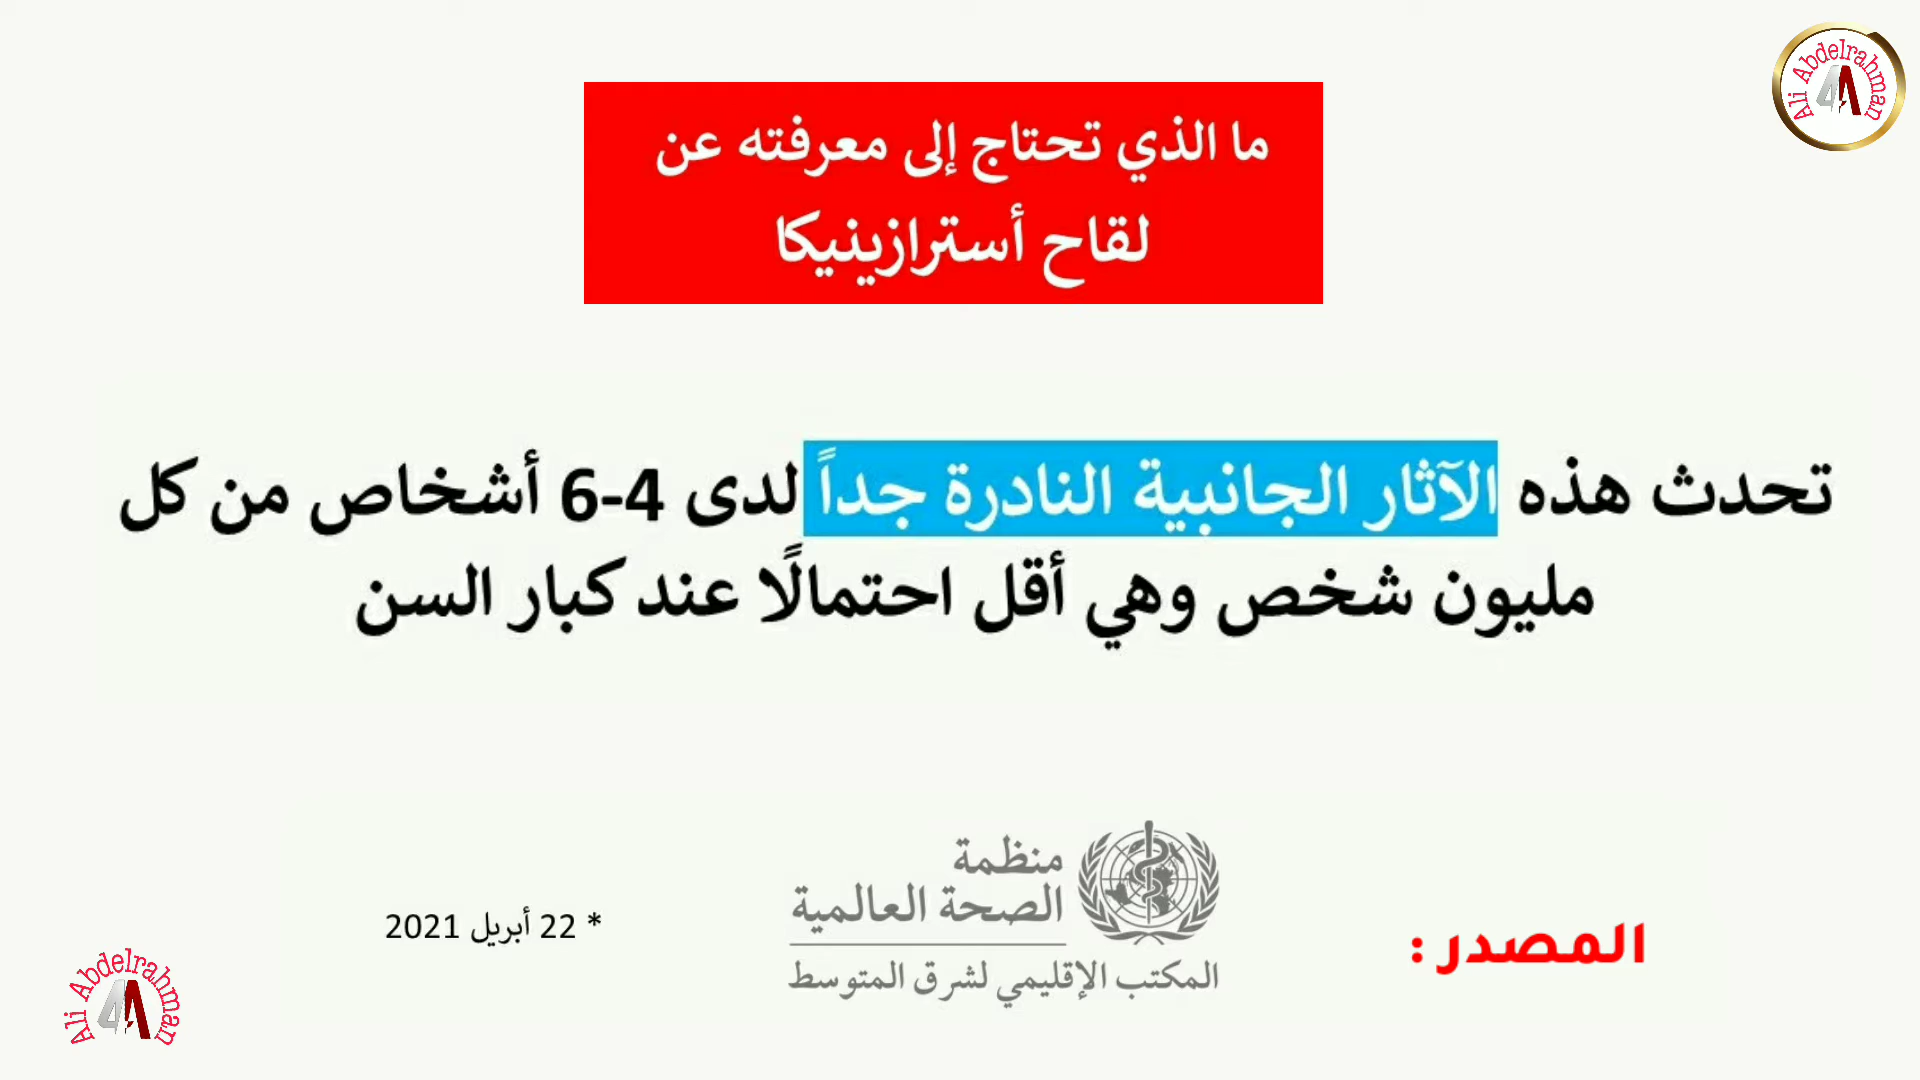 Ali Abdelrahman
ما الذي تحتاج إلى معرفته عن
لقاح أسترازينيكا
تحدث هذه الآثار الجانبية النادرة جداً لدى 4-6 أشخاص من كل
مليون شخص وهي أقل احتمالًا عند كبار السن
المصدر :
منظمة
الصحة العالمية
المكتب الإقليمي لشرق المتوسط
* 22 أبريل 2021
Ali Abdelrahman